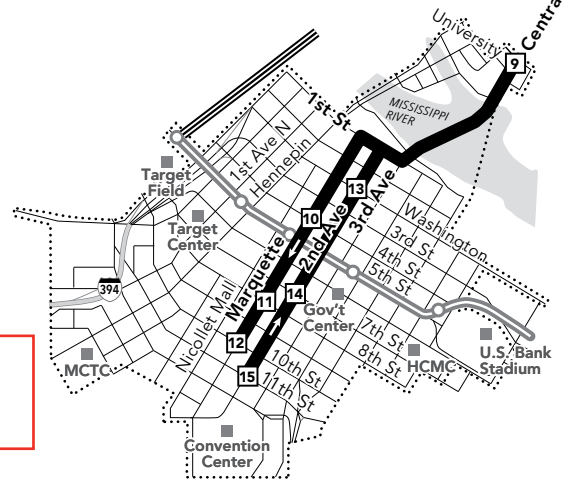 University
Central
9
MISSISSIPPI
RIVER
1st St
1st Ave N
Hennepin
Target
Field
13
3rd Ave
10
2nd Ave
Washington
Target
Center
3rd St
4th St
5th St
Marquette
394
11
14
Gov't
Center
Nicollet Mall
12
7th St
8th St
MCTC
HCMC
U.S. Bank
Stadium
15
10th St
11th St
Convention
Center